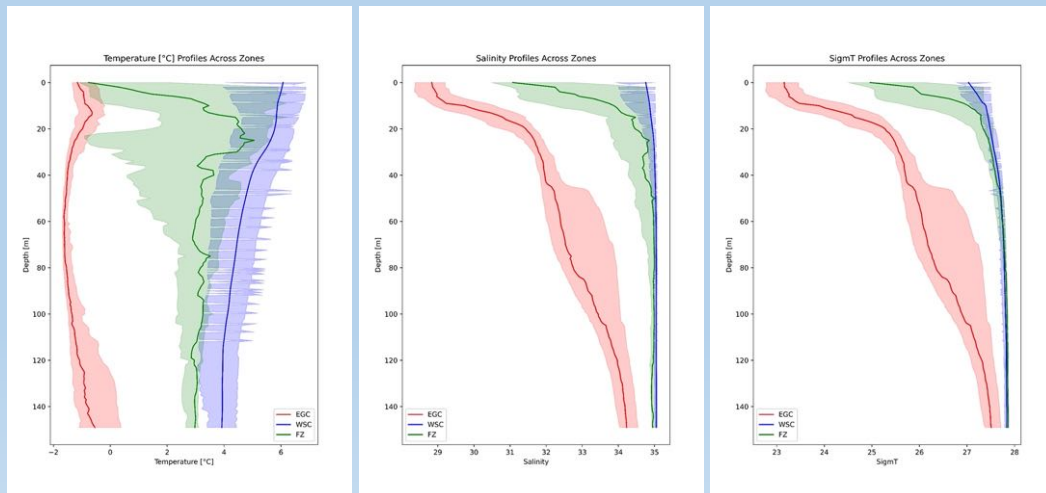 Temperature [°C] Profiles Across Zones
0
20
40
60
80
100
120
140
Depth [m]
−2 0 2 4 6
Temperature [°C]
EGC
WSC
FZ
Salinity Profiles Across Zones
0
20
40
60
80
100
120
140
Depth [m]
29 30 31 32 33 34 35
Salinity
EGC
WSC
FZ
SigmT Profiles Across Zones
0
20
40
60
80
100
120
140
Depth [m]
23 24 25 26 27 28
SigmT
EGC
WSC
FZ